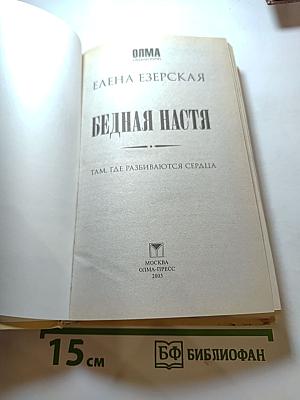 ОЛМА
ЕЛЕНА ЕЗЕРСКАЯ
БЕДНАЯ НАСТЯ
ТАМ, ГДЕ РАЗБИВАЮТСЯ СЕРДЦА
МОСКВА
ОЛМА-ПРЕСС
2003
15 см
БФ БИБЛИОФАН